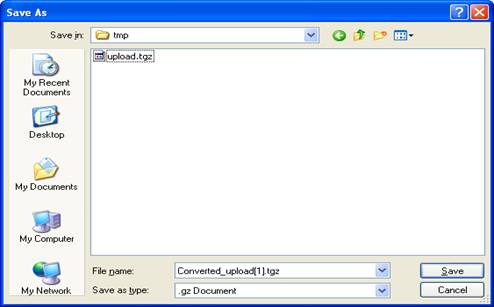 Save As
Save in: tmp
upload.tgz
My Recent
Documents
Desktop
My Documents
My Computer
My Network
File name: Converted_upload[1].tgz Save
Save as type: .gz Document Cancel